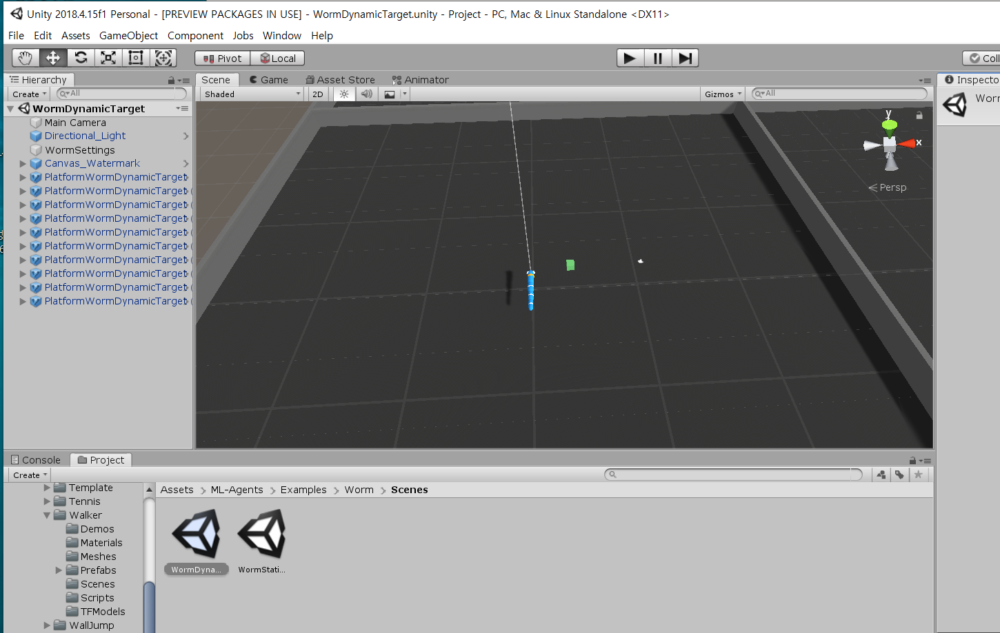 Unity 2018.4.15f1 Personal - [PREVIEW PACKAGES IN USE] - WormDynamicTarget.unity - Project - PC, Mac & Linux Standalone <DX11>
File Edit Assets GameObject Component Jobs Window Help
Pivot Local Coll
Hierarchy
Create All
WormDynamicTarget
Main Camera
Directional_Light
WormSettings
Canvas_Watermark
PlatformWormDynamicTarget
PlatformWormDynamicTarget (
PlatformWormDynamicTarget (
PlatformWormDynamicTarget (
PlatformWormDynamicTarget (
PlatformWormDynamicTarget (
PlatformWormDynamicTarget (
PlatformWormDynamicTarget (
PlatformWormDynamicTarget (
PlatformWormDynamicTarget (
Scene Game Asset Store Animator
Shaded 2D Gizmos All
y
x
Persp
Inspecto
Worr
Console Project
Create
Template
Tennis
Walker
Demos
Materials
Meshes
Prefabs
Scenes
Scripts
TFModels
WallJump
Assets > ML-Agents > Examples > Worm > Scenes
WormDyna... WormStati...